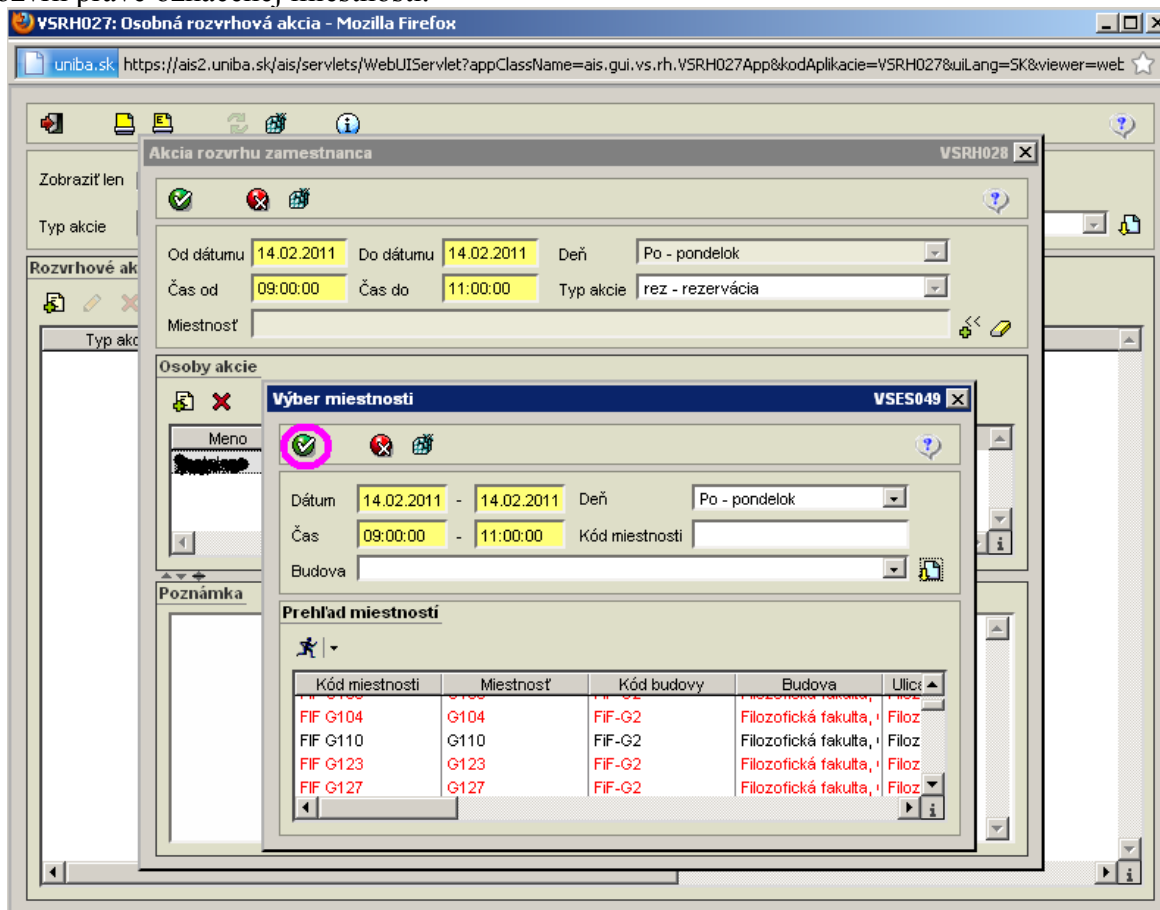 právě označenej miestnosti.
VSRH027: Osobná rozvrhová akcia - Mozilla Firefox
uniba.sk https://ais2.uniba.sk/ais/servlets/WebUIServlet?appClassName=ais.gui.vs.rh.VSRH027App&kodAplikacie=VSRH027&uiLang=SK&viewer=web
Akcia rozvrhu zamestnanca VSRH028
Zobraziť len
Typ akcie
Od dátumu 14.02.2011 Do dátumu 14.02.2011 Deň Po - pondelok
Rozvrhové ak
Čas od 09:00:00 Čas do 11:00:00 Typ akcie rez - rezervácia
Miestnosť
Typ akc
Osoby akcie
Výber miestnosti VSES049
Meno
Dátum 14.02.2011 - 14.02.2011 Deň Po - pondelok
Čas 09:00:00 - 11:00:00 Kód miestnosti
Budova
Poznámka
Prehľad miestností
Kód miestnosti Miestnosť Kód budovy Budova Ulica
FIF G104 G104 FiF-G2 Filozofická fakulta, Filoz
FIF G110 G110 FiF-G2 Filozofická fakulta, Filoz
FIF G123 G123 FiF-G2 Filozofická fakulta, Filoz
FIF G127 G127 FiF-G2 Filozofická fakulta, Filoz